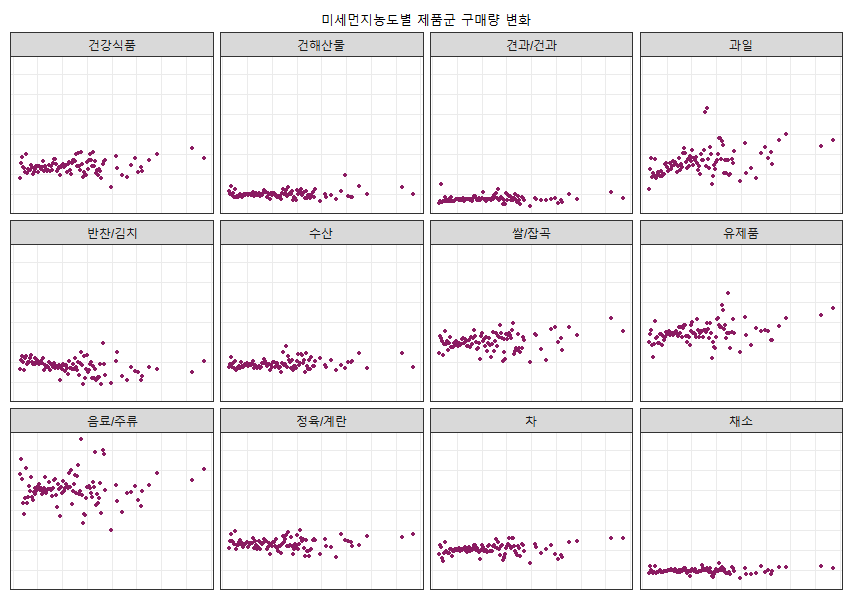 미세먼지농도별 제품군 구매량 변화
건강식품
건해산물
견과/건과
과일
반찬/김치
수산
쌀/잡곡
유제품
음료/주류
정육/계란
차
채소